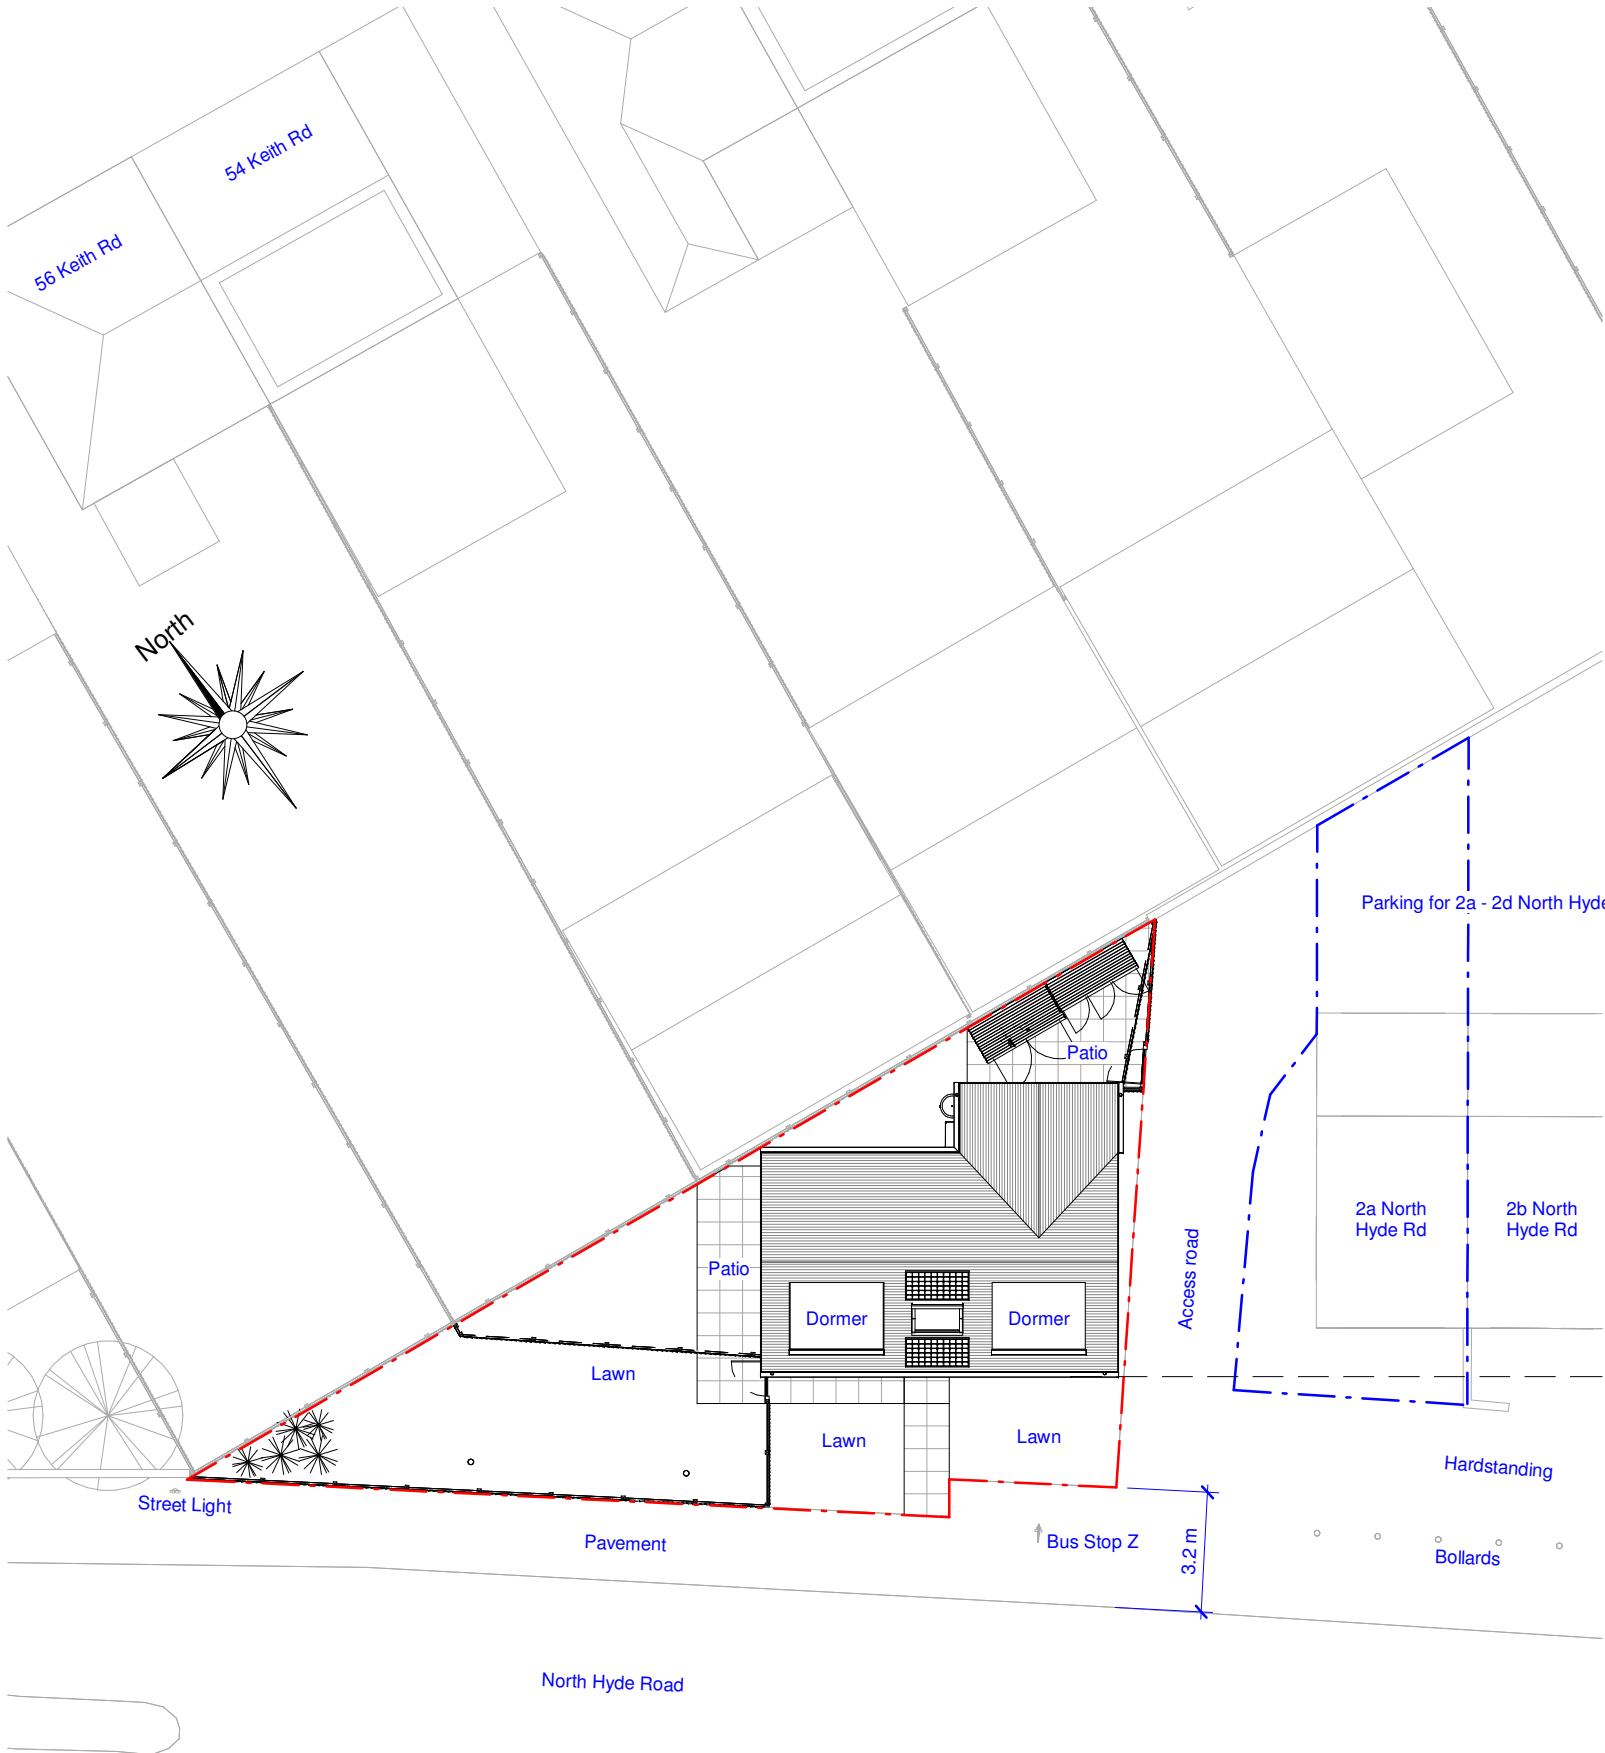 54 Keith Rd
56 Keith Rd
North
Parking for 2a - 2d North Hyde
Patio
2a North
Hyde Rd
2b North
Hyde Rd
Patio
Access road
Dormer
Dormer
Lawn
Lawn
Lawn
Hardstanding
Street Light
Pavement
Bus Stop Z
3.2 m
Bollards
North Hyde Road